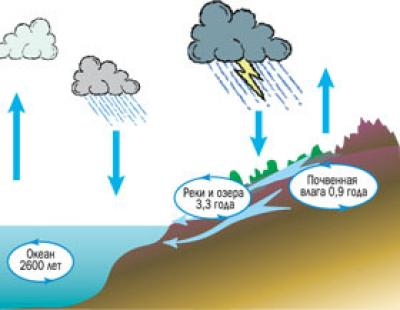 Реки и озера
3,3 года
Почвенная
влага 0,9 года
Океан
2600 лет